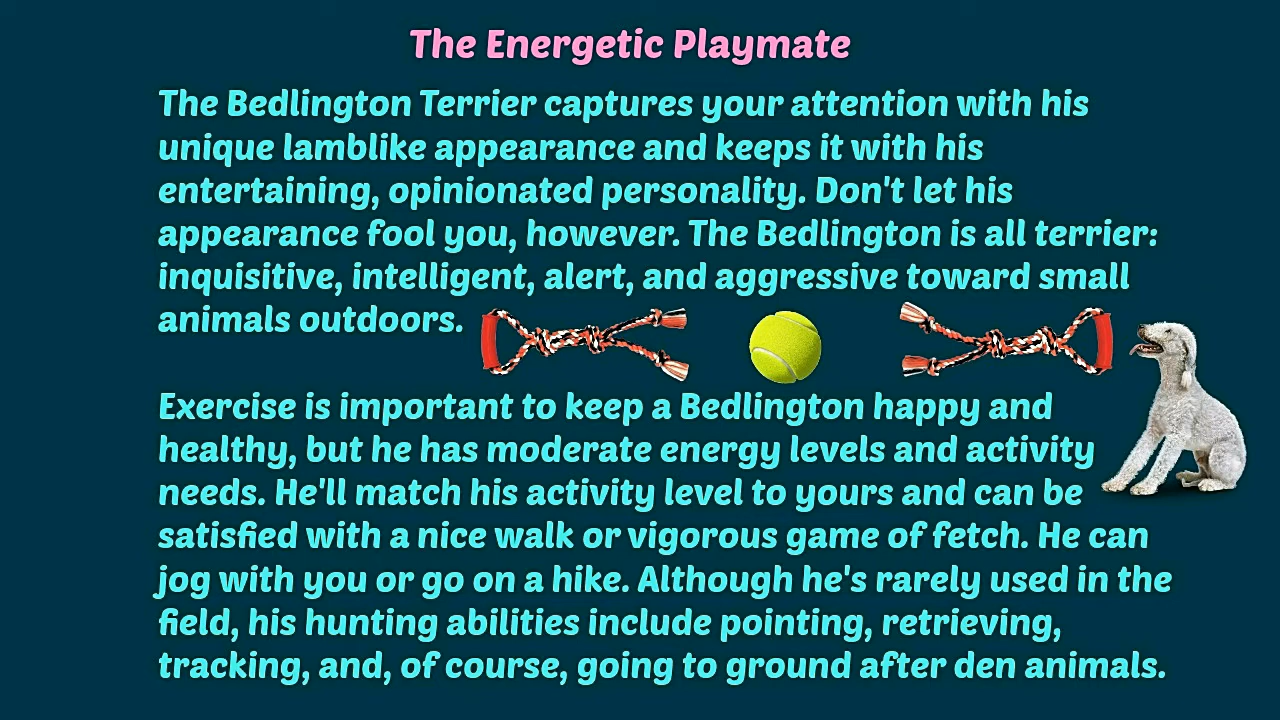 The Energetic Playmate
The Bedlington Terrier captures your attention with his
unique lamblike appearance and keeps it with his
entertaining, opinionated personality. Don't let his
appearance fool you, however. The Bedlington is all terrier:
inquisitive, intelligent, alert, and aggressive toward small
animals outdoors.
Exercise is important to keep a Bedlington happy and
healthy, but he has moderate energy levels and activity
needs. He'll match his activity level to yours and can be
satisfied with a nice walk or vigorous game of fetch. He can
jog with you or go on a hike. Although he's rarely used in the
field, his hunting abilities include pointing, retrieving,
tracking, and, of course, going to ground after den animals.